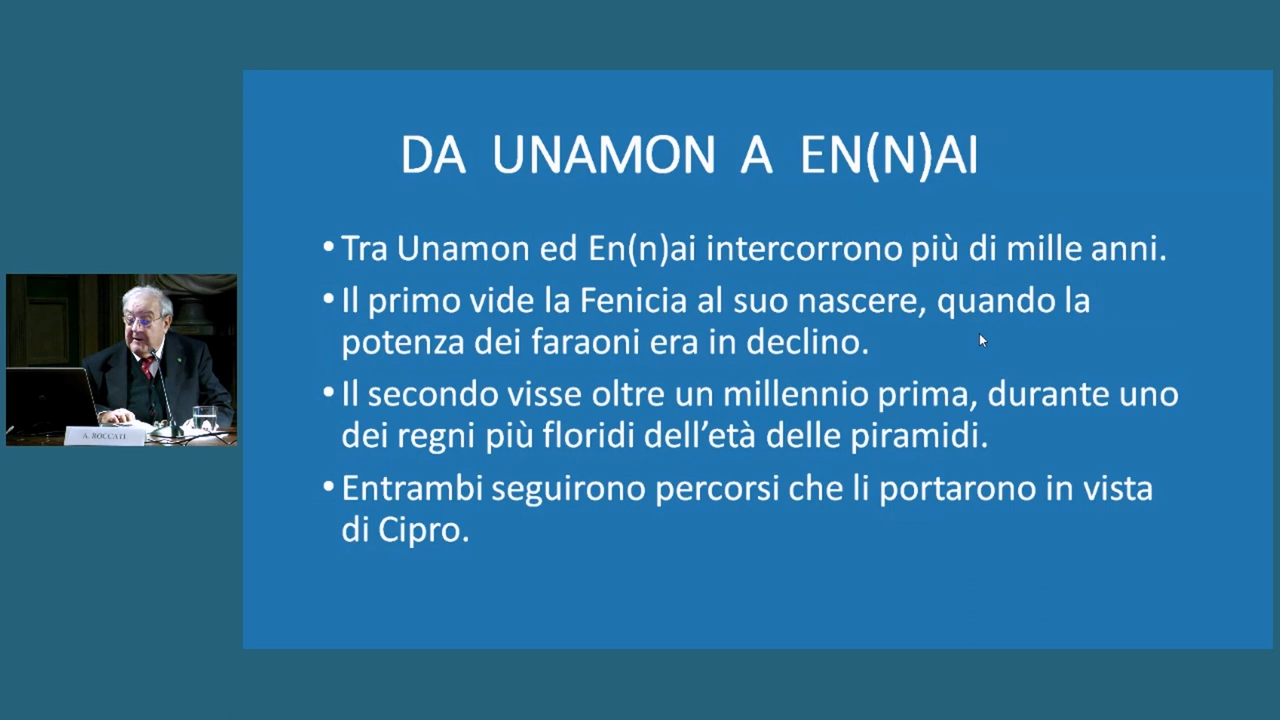 DA UNAMON A EN(N)AI
• Tra Unamon ed En(n)ai intercorrono più di mille anni.
• Il primo vide la Fenicia al suo nascere, quando la
potenza dei faraoni era in declino.
• Il secondo visse oltre un millennio prima, durante uno
dei regni più floridi dell’età delle piramidi.
• Entrambi seguirono percorsi che li portarono in vista
di Cipro.
A. ROCCATI